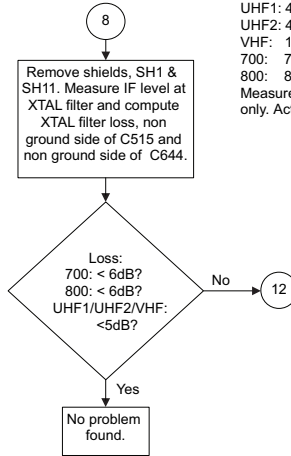 8
UHF1: 4
UHF2: 4
VHF: 1
700: 7
800: 8
Measure
only. Ac
Remove shields, SH1 &
SH11. Measure IF level at
XTAL filter and compute
XTAL filter loss, non
ground side of C515 and
non ground side of C644.
Loss:
700: < 6dB?
800: < 6dB?
UHF1/UHF2/VHF:
<5dB?
No
12
Yes
No problem
found.